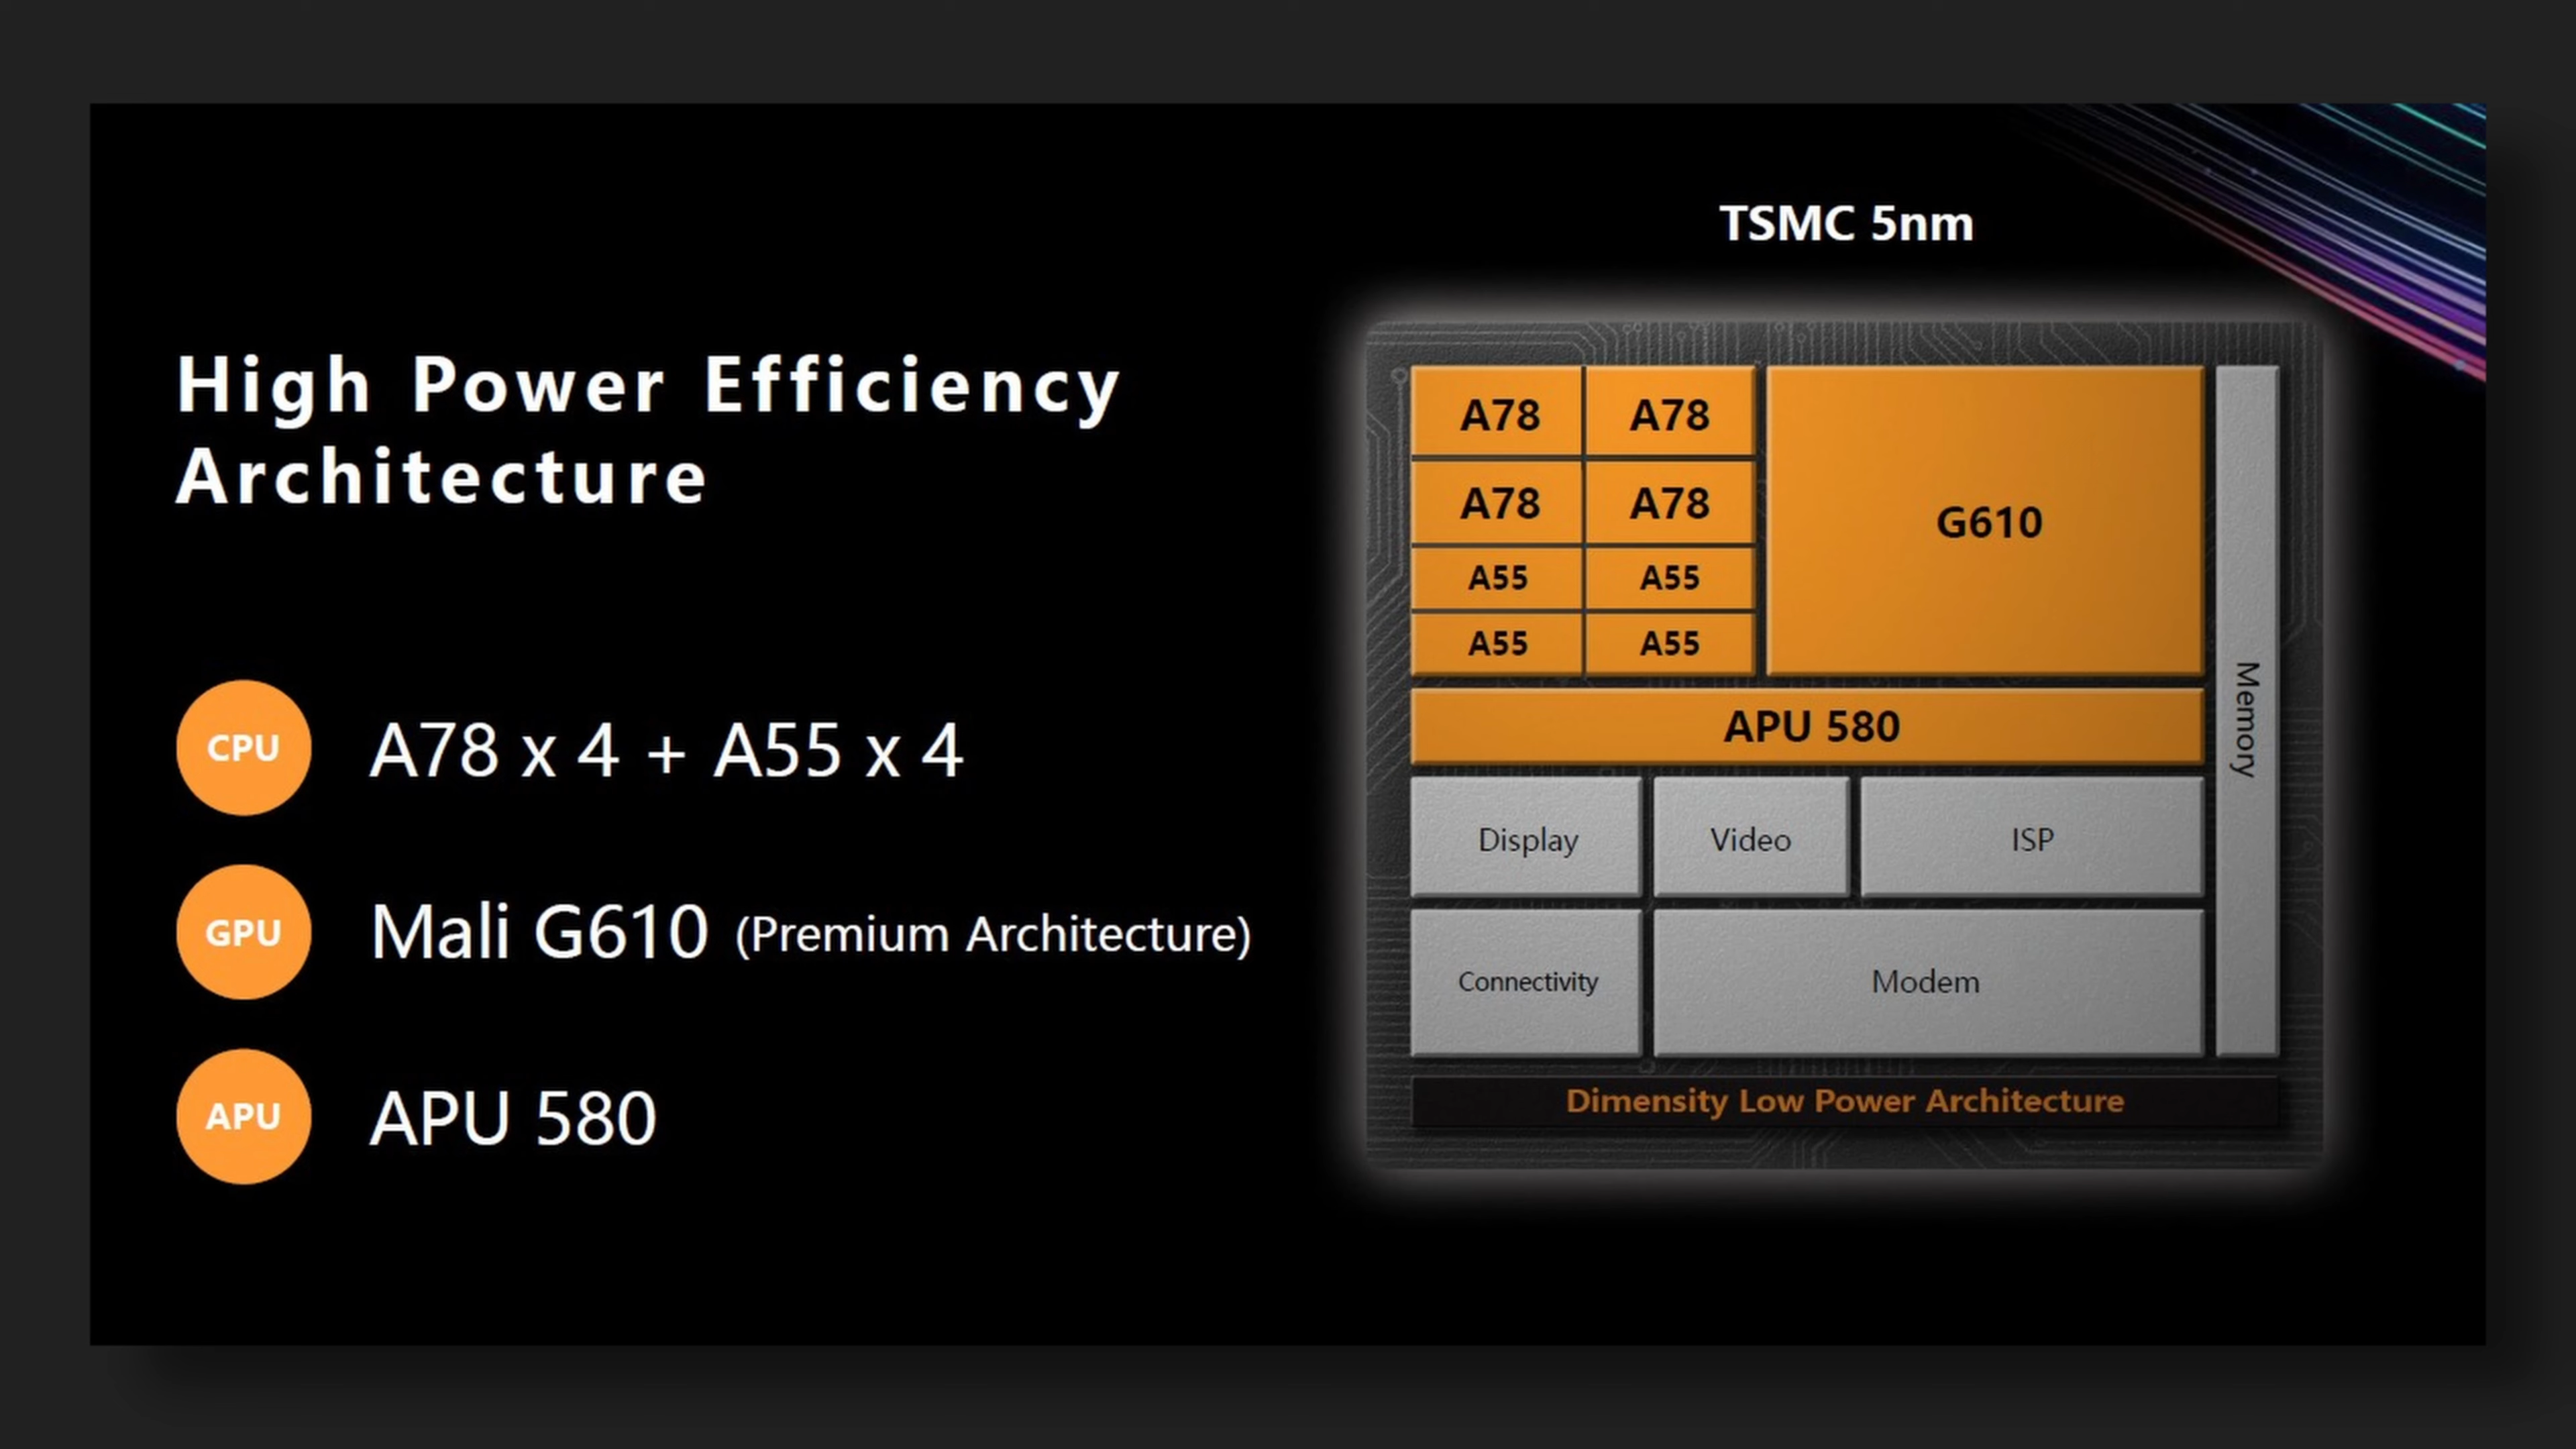 High Power Efficiency
Architecture
CPU
A78 x 4 + A55 x 4
GPU
Mali G610 (Premium Architecture)
APU
APU 580
TSMC 5nm
A78 A78
A78 A78
A55 A55
A55 A55
G610
APU 580
Display Video ISP
Connectivity Modem
Memory
Dimensity Low Power Architecture